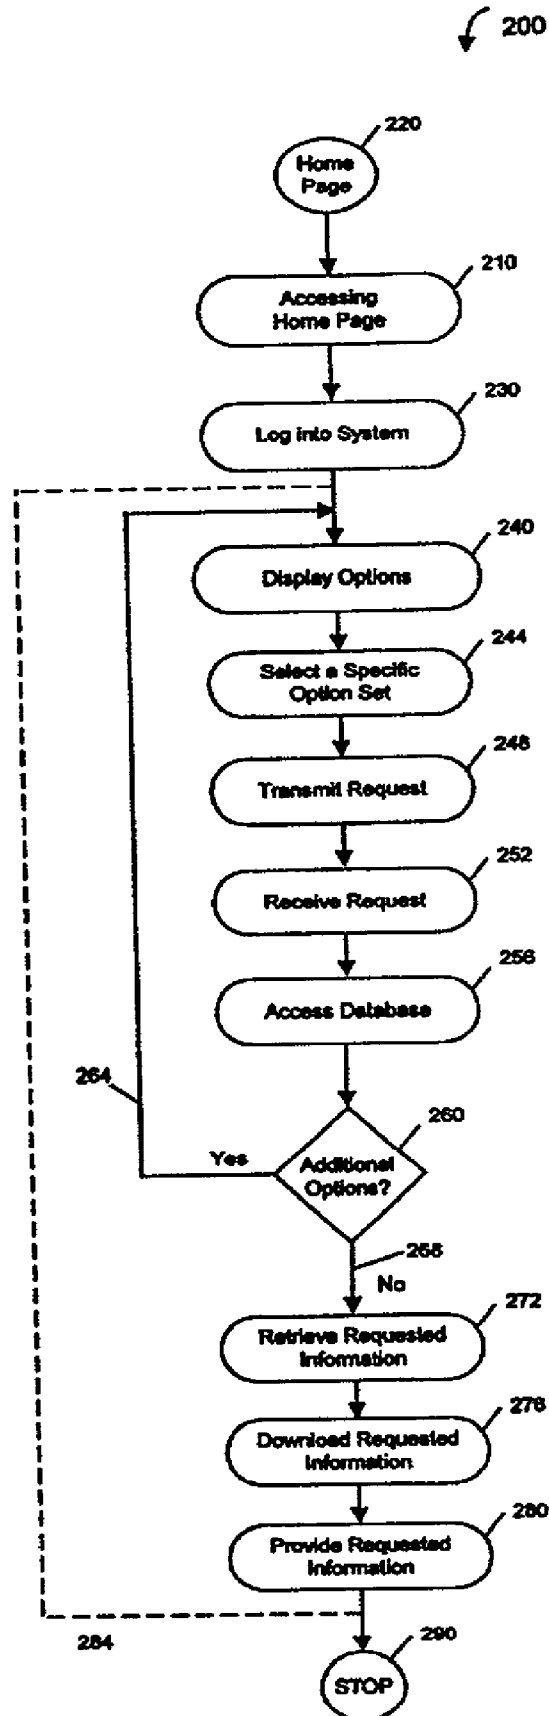 200
220
Home
Page
210
Accessing
Home Page
230
Log into System
240
Display Options
244
Select a Specific
Option Set
248
Transmit Request
252
Receive Request
256
Access Database
264
260
Yes
Additional
Options?
268
No
272
Retrieve Requested
Information
276
Download Requested
Information
280
Provide Requested
Information
284
290
STOP